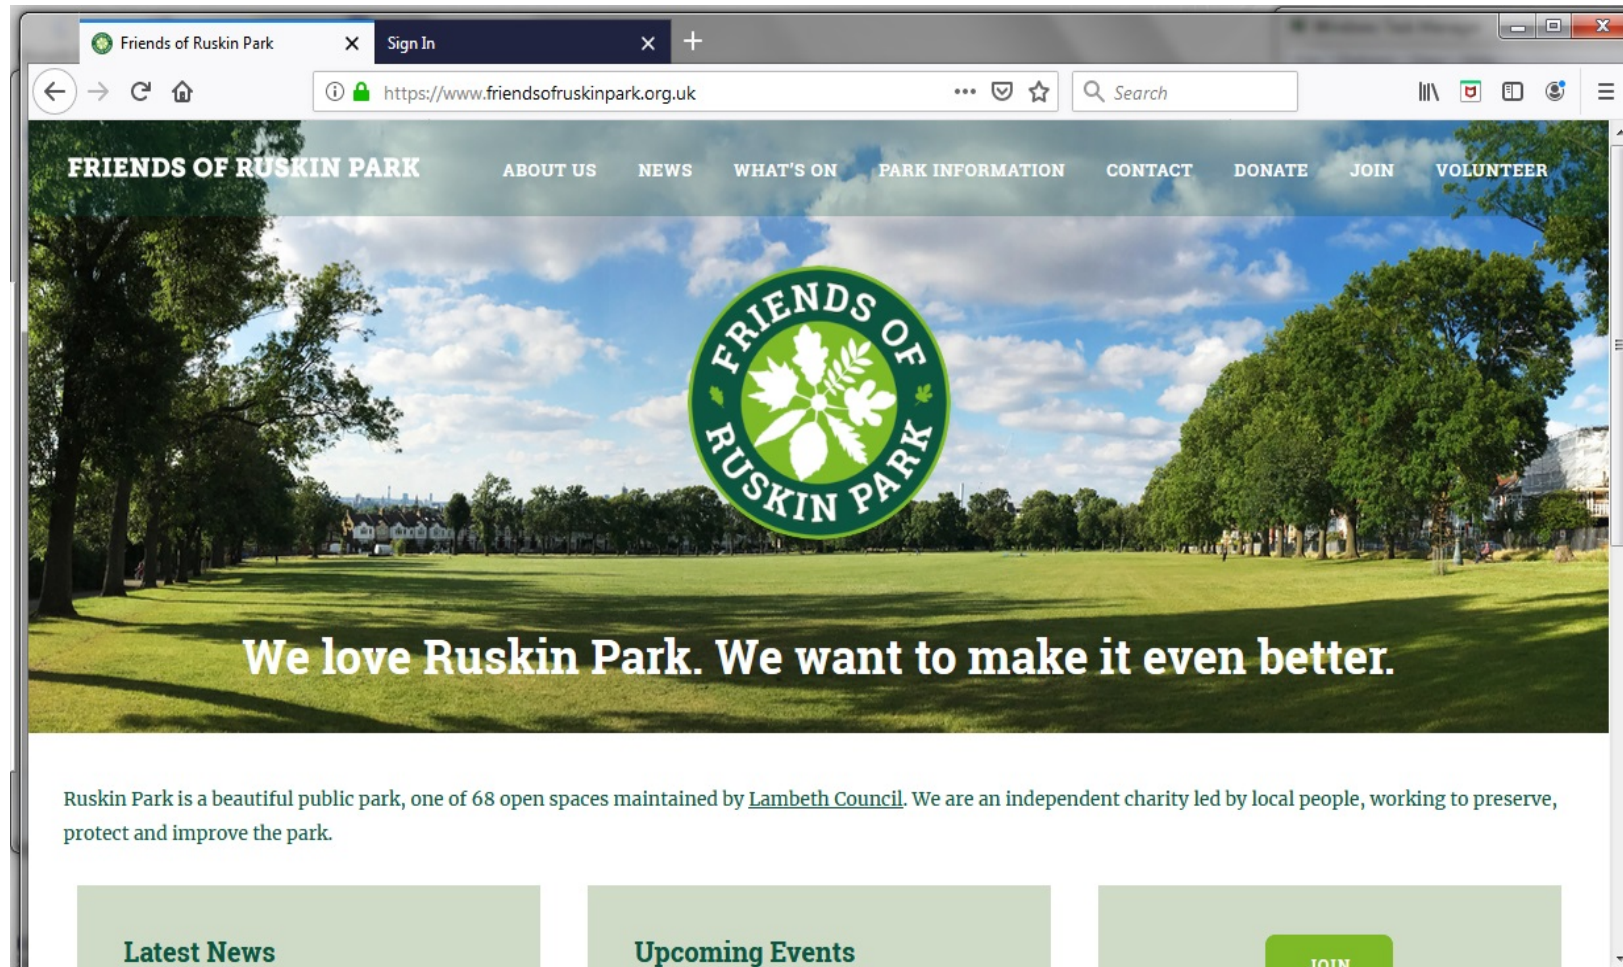 Friends of Ruskin Park
Sign In
https://www.friendsofruskinpark.org.uk
Search
FRIENDS OF RUSKIN PARK
ABOUT US NEWS WHAT'S ON PARK INFORMATION CONTACT DONATE JOIN VOLUNTEER
FRIENDS OF
RUSKIN PARK
We love Ruskin Park. We want to make it even better.
Ruskin Park is a beautiful public park, one of 68 open spaces maintained by Lambeth Council. We are an independent charity led by local people, working to preserve,
protect and improve the park.
Latest News
Upcoming Events
JOIN